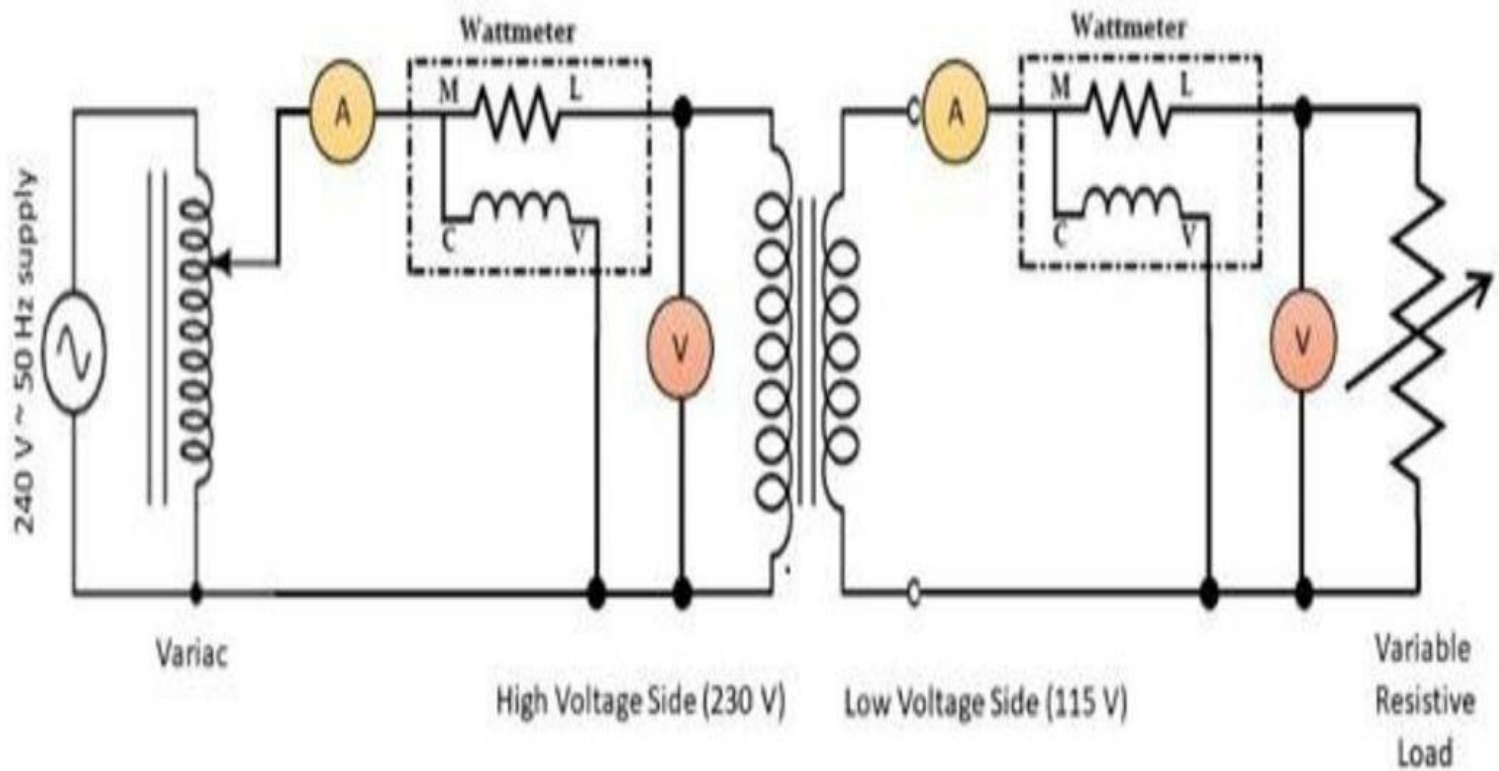 Wattmeter
Wattmeter
A
M
L
C
V
A
M
L
C
V
240 V ~ 50 Hz supply
V
V
Variac
High Voltage Side (230 V)
Low Voltage Side (115 V)
Variable
Resistive
Load